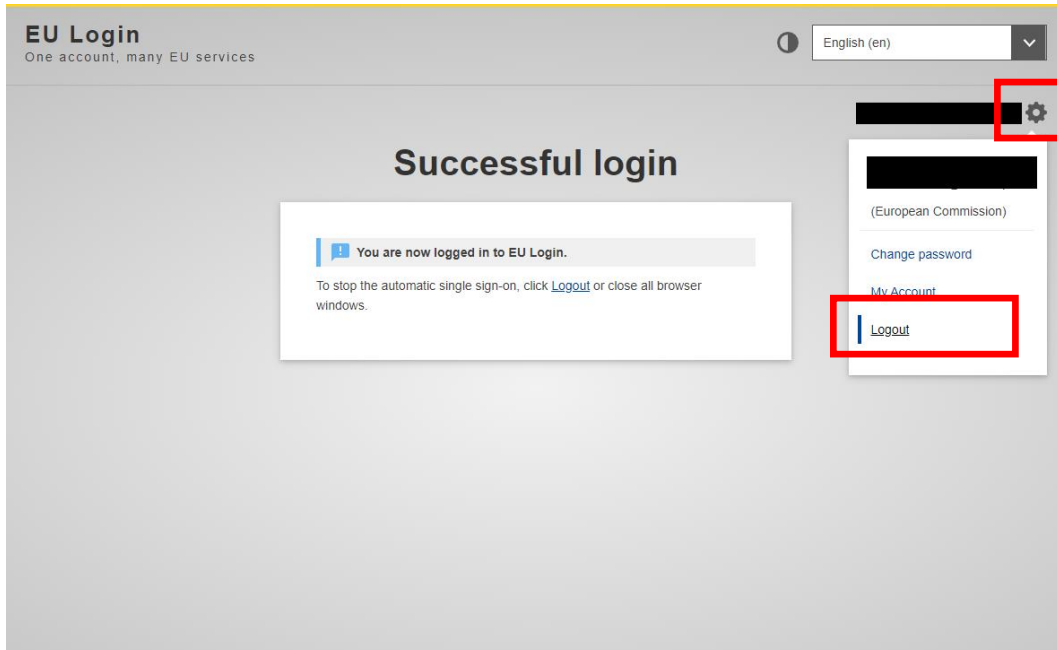 EU Login
One account, many EU services
English (en)
Successful login
You are now logged in to EU Login.
To stop the automatic single sign-on, click Logout or close all browser
windows.
(European Commission)
Change password
My Account
Logout